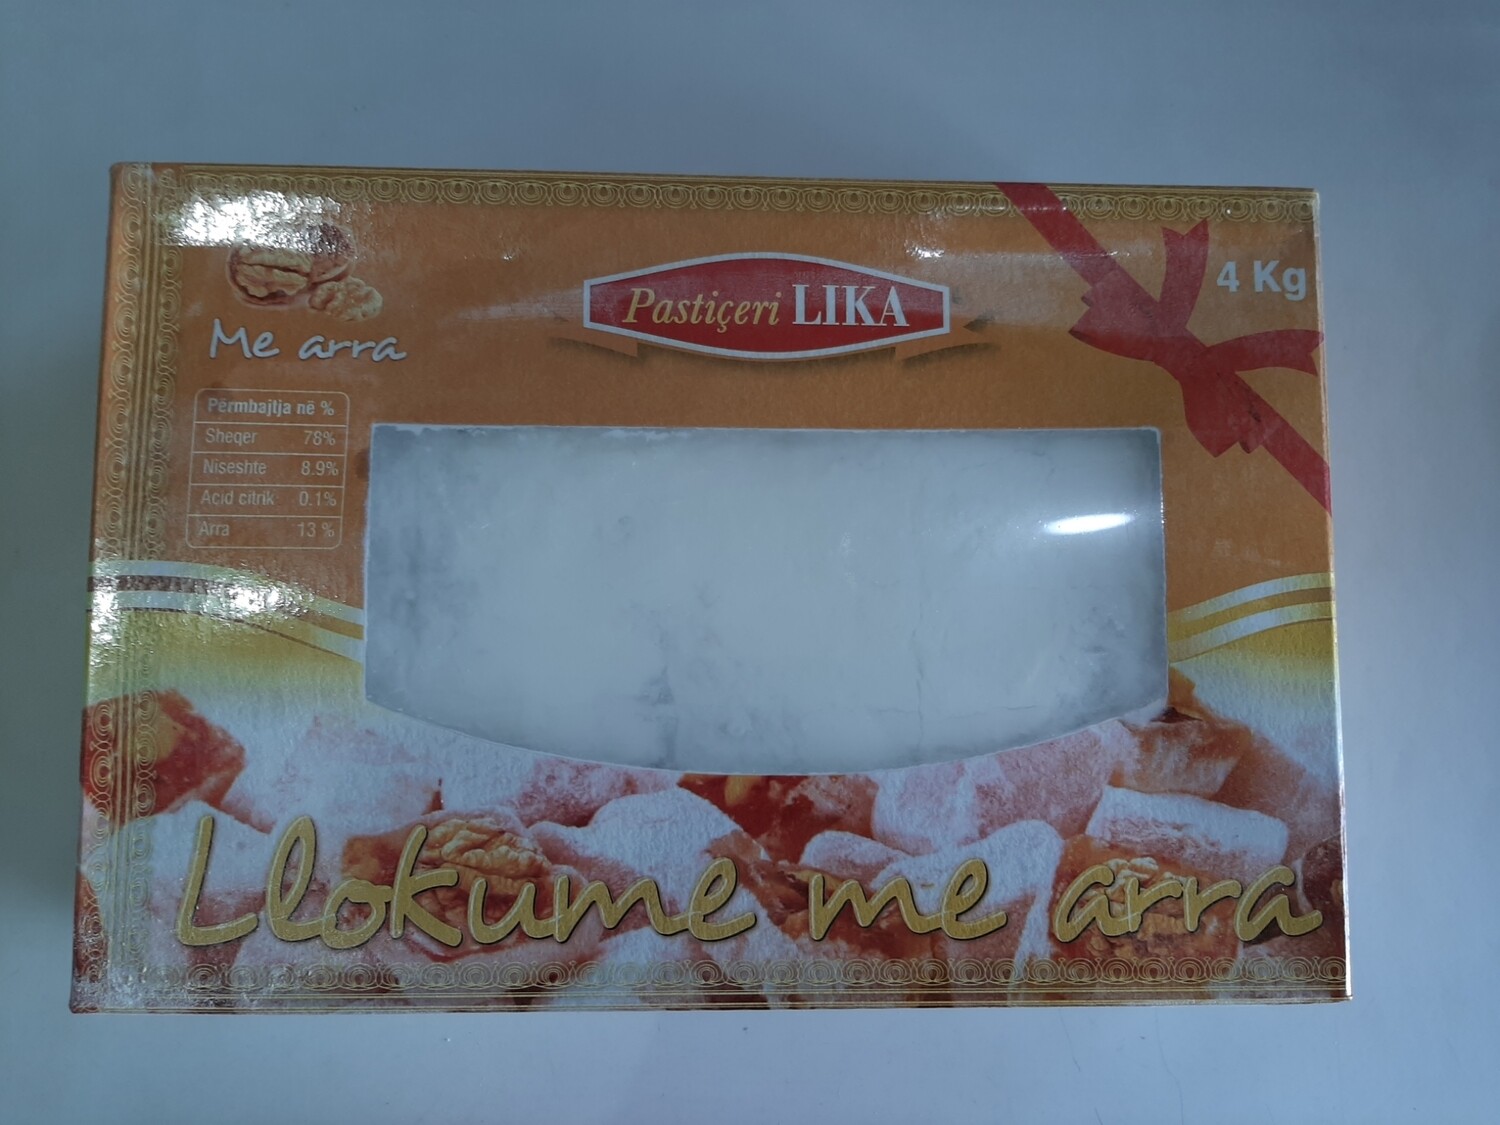 Pastiçeri LIKA
4 Kg
Me arra
Përmbajtja në %
Sheqer 78%
Niseshte 8.9%
Acid citrik 0.1%
Arra 13 %
Llokume me arra